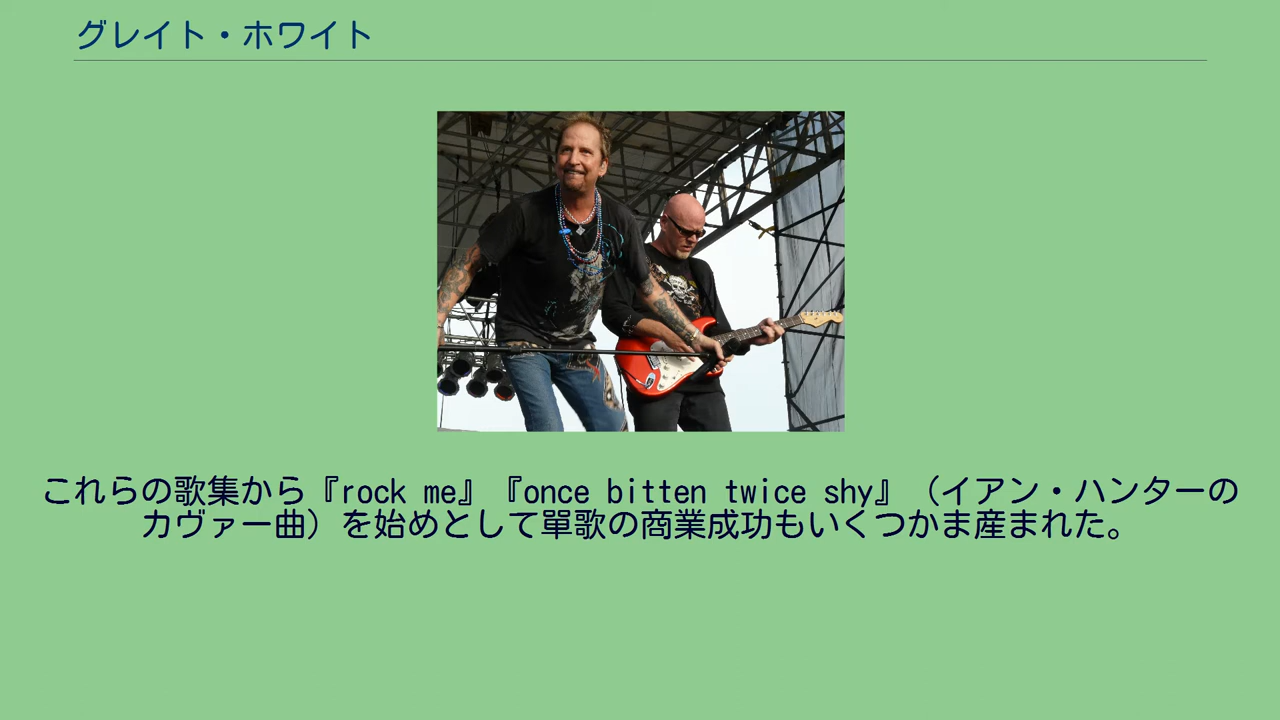 グレイト・ホワイト
これらの歌集から『rock me』『once bitten twice shy』（イアン・ハンターの
カヴァー曲）を始めとして單歌の商業成功もいくつかま産まれた。